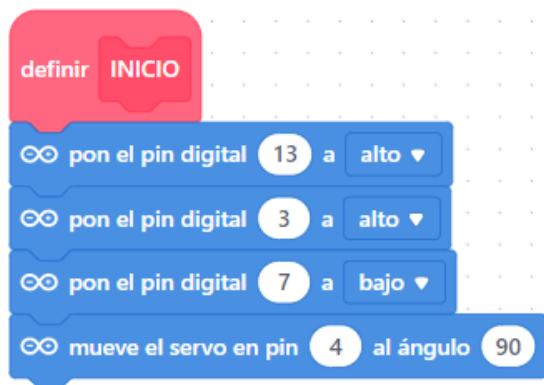 definir INICIO
pon el pin digital 13 a alto
pon el pin digital 3 a alto
pon el pin digital 7 a bajo
mueve el servo en pin 4 al ángulo 90